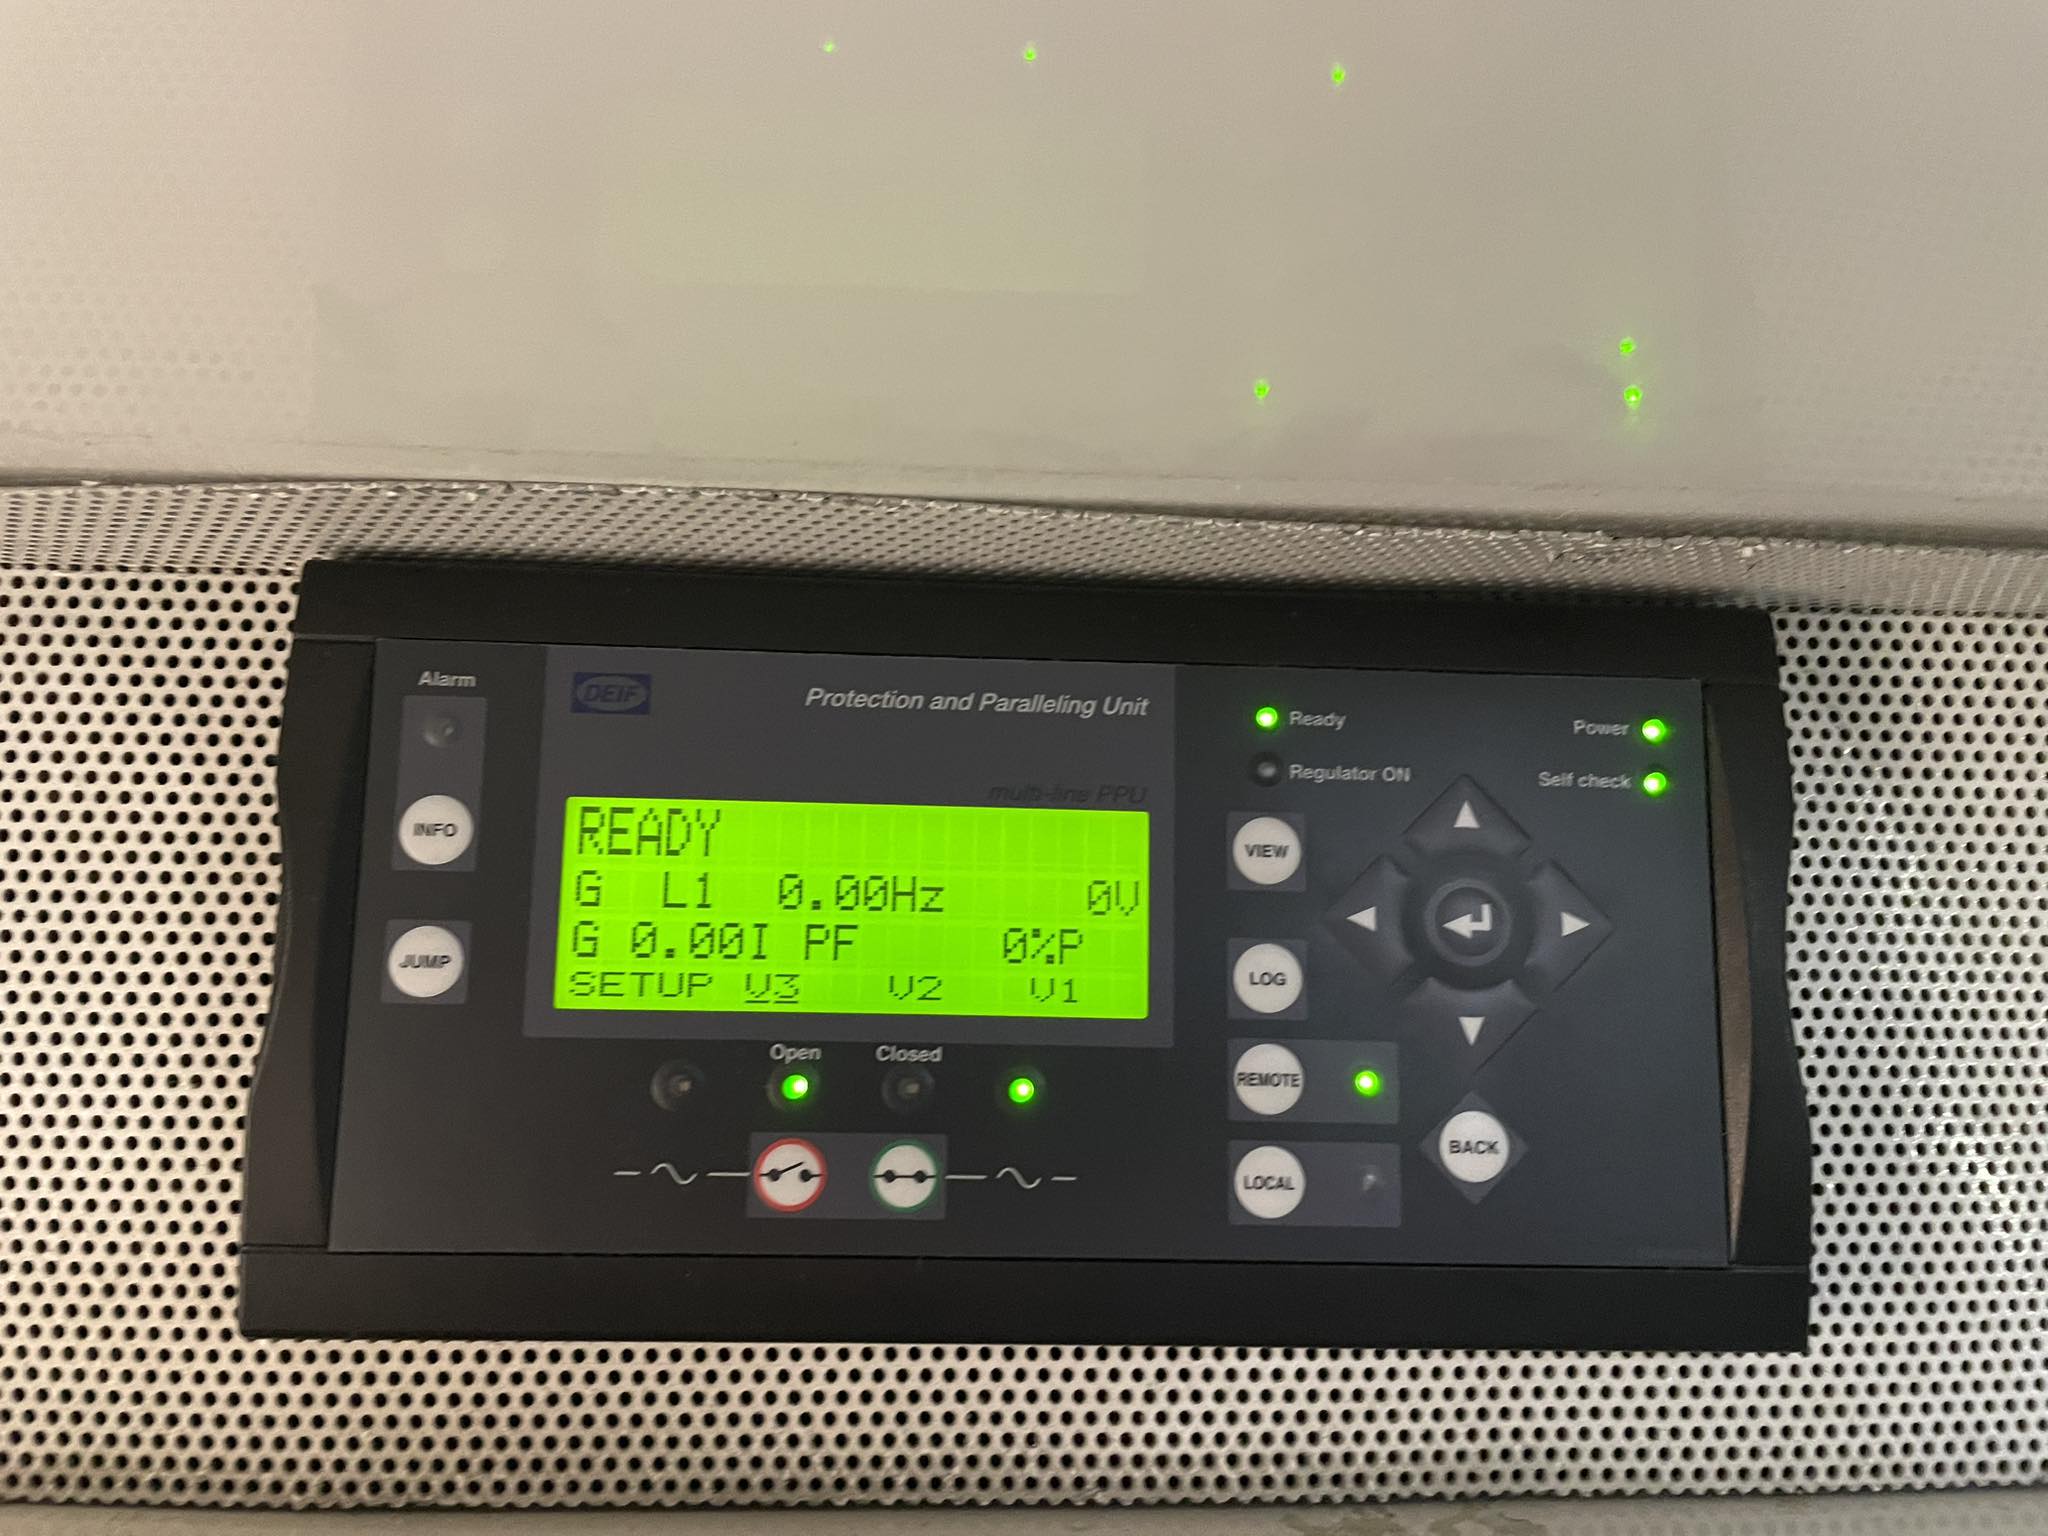 Alarm
DEIF
Protection and Paralleling Unit
multi-line PPU
Ready
Power
Regulator ON
Self check
INFO
JUMP
READY
G L1 0.00Hz 0V
G 0.00I PF 0%P
SETUP V3 V2 V1
VIEW
LOG
REMOTE
LOCAL
BACK
Open Closed